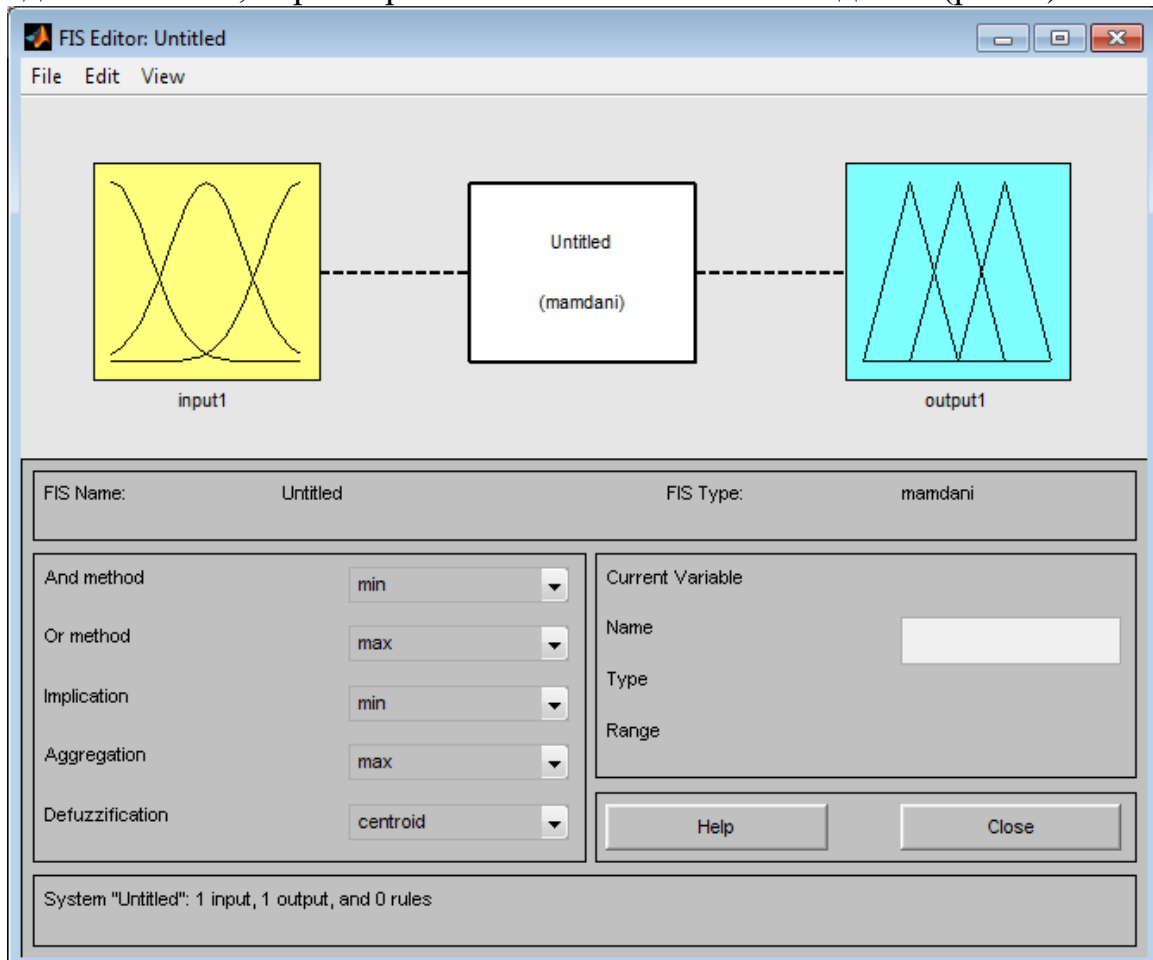 FIS Editor: Untitled
File Edit View
Untitled
(mamdani)
input1
output1
FIS Name: Untitled FIS Type: mamdani
And method min
Or method max
Implication min
Aggregation max
Defuzzification centroid
Current Variable
Name
Type
Range
Help Close
System "Untitled": 1 input, 1 output, and 0 rules